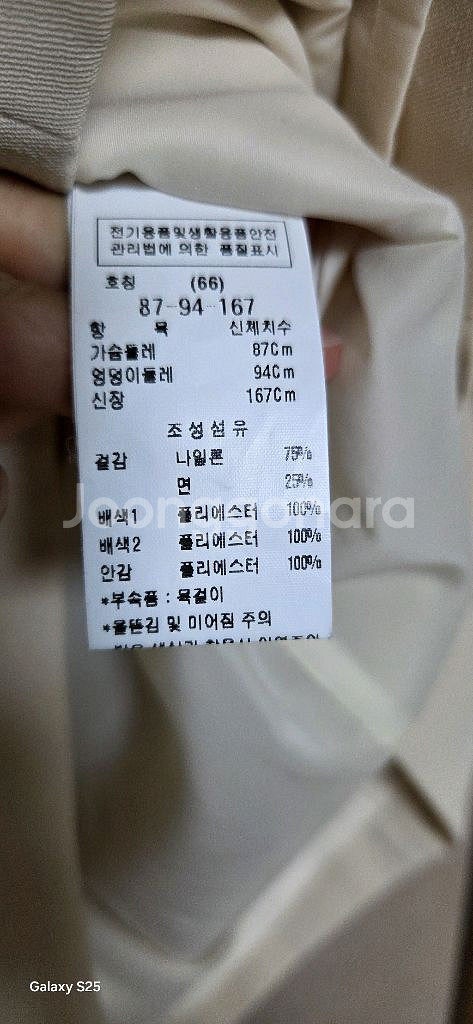 전기용품및생활용품안전
관리법에 의한 품질표시
호칭 (66)
87-94-167
항 목 신체치수
가슴둘레 87Cm
엉덩이둘레 94Cm
신장 167Cm
조성섬유
겉감 나일론 75%
면 25%
배색1 폴리에스터 100%
배색2 폴리에스터 100%
안감 폴리에스터 100%
*부속품 : 목걸이
*올뜯김 및 미어짐 주의
Joonggonara
Galaxy S25